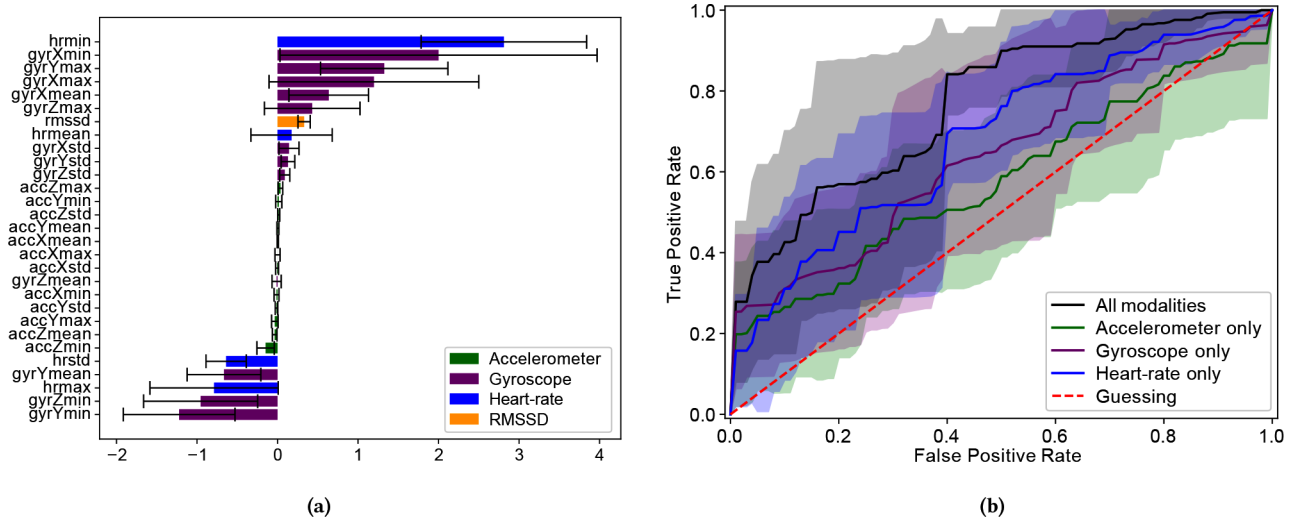 hrmin
gyrXmin
gyrYmax
gyrXmax
gyrXmean
gyrZmax
rmssd
hrmean
gyrXstd
gyrYstd
gyrZstd
accZmax
accYmin
accZstd
accYmean
accXmean
accXmax
accXstd
gyrZmean
accXmin
accYstd
accYmax
accZmean
accZmin
hrstd
gyrYmean
hrmax
gyrZmin
gyrYmin
Accelerometer
Gyroscope
Heart-rate
RMSSD
−2 −1 0 1 2 3 4
(a)
True Positive Rate
1.0
0.8
0.6
0.4
0.2
0.0
All modalities
Accelerometer only
Gyroscope only
Heart-rate only
Guessing
0.0 0.2 0.4 0.6 0.8 1.0
False Positive Rate
(b)